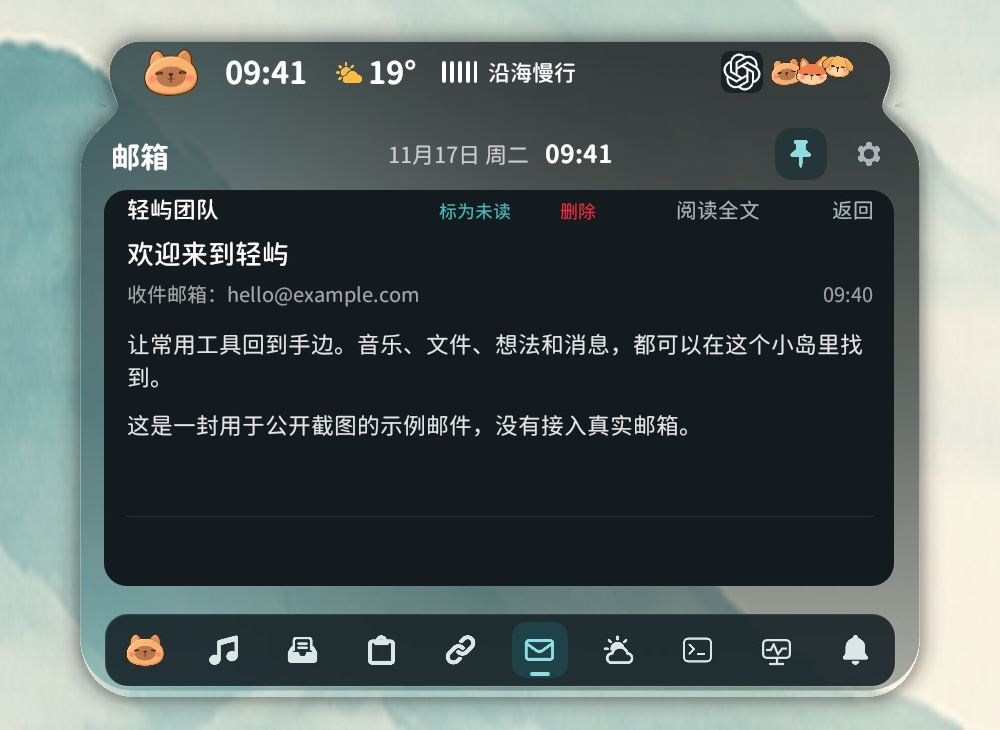 09:41 19° 沿海慢行
邮箱 11月17日 周二 09:41
轻屿团队 标为未读 删除 阅读全文 返回
欢迎来到轻屿
收件邮箱：hello@example.com 09:40
让常用工具回到手边。音乐、文件、想法和消息，都可以在这个小岛里找
到。
这是一封用于公开截图的示例邮件，没有接入真实邮箱。